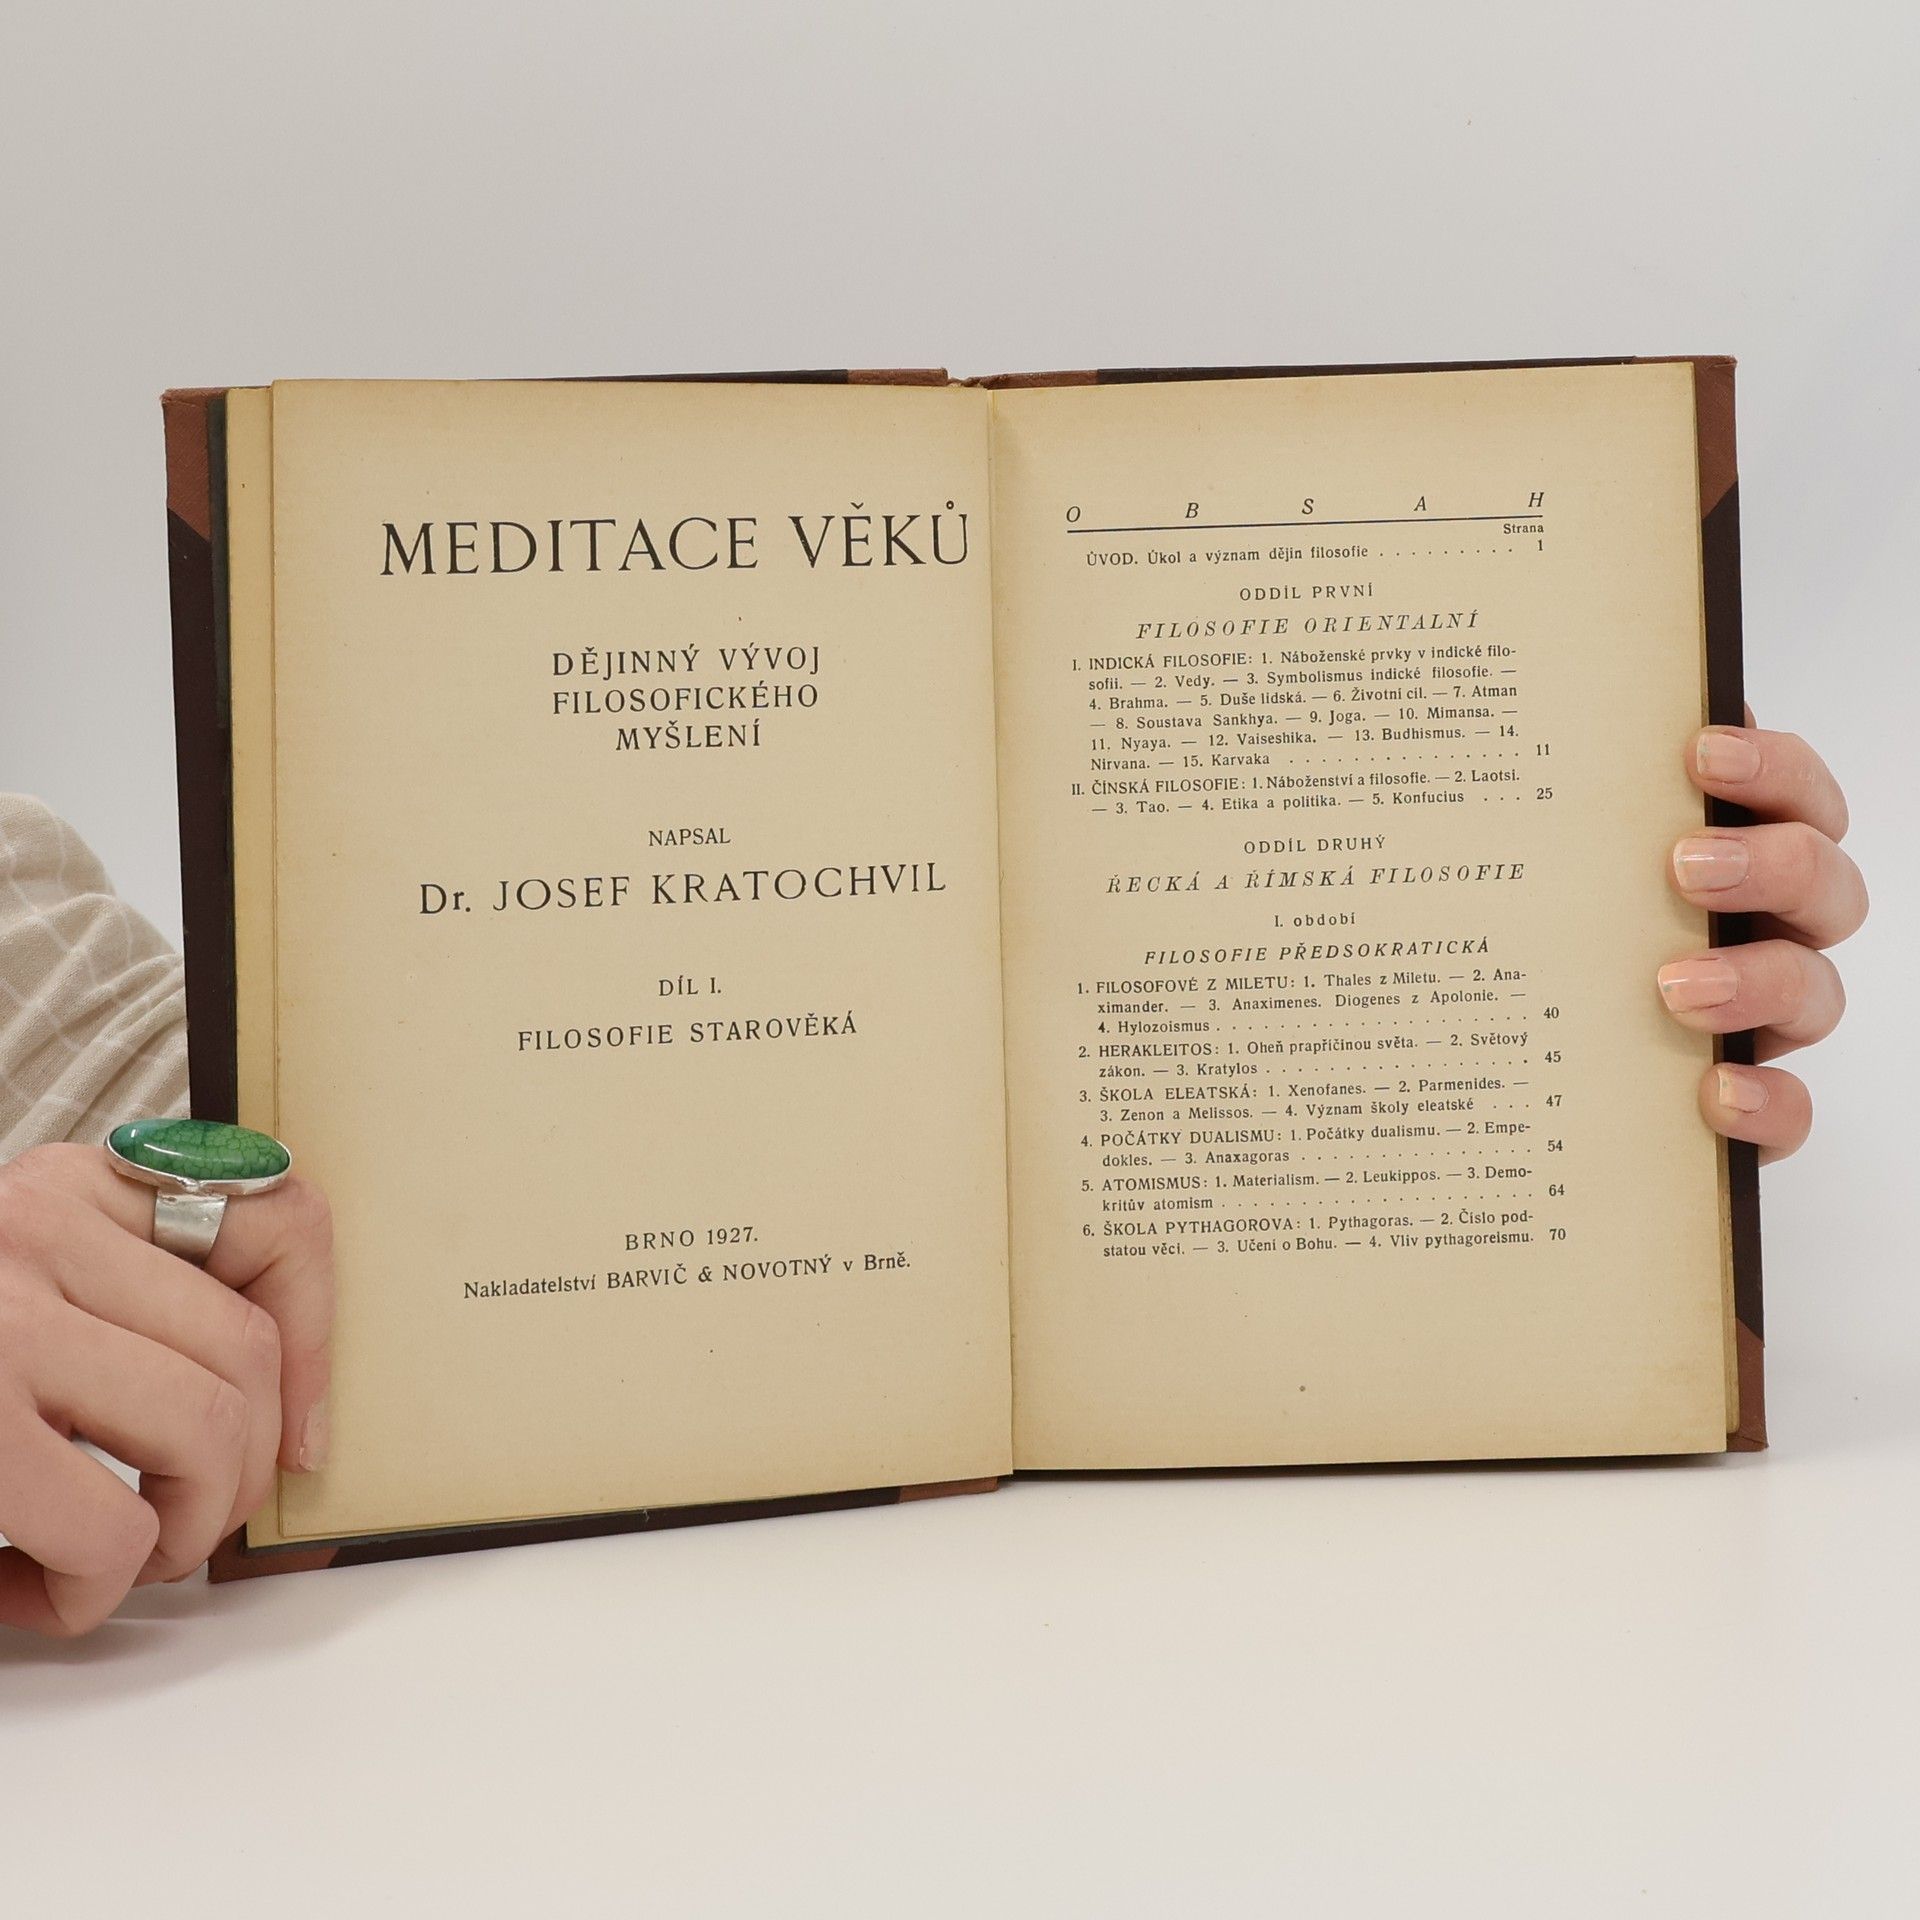 MEDITACE VĚKŮ
DĚJINNÝ VÝVOJ
FILOSOFICKÉHO
MYŠLENÍ
NAPSAL
Dr. JOSEF KRATOCHVIL
DÍL I.
FILOSOFIE STAROVĚKÁ
BRNO 1927.
Nakladatelství BARVIČ & NOVOTNÝ v Brně.
O B S A H
Strana
ÚVOD. Úkol a význam dějin filosofie . . . . . . . . . 1
ODDÍL PRVNÍ
FILOSOFIE ORIENTALNÍ
I. INDICKÁ FILOSOFIE: 1. Náboženské prvky v indické filo-
sofii. — 2. Vedy. — 3. Symbolismus indické filosofie. —
4. Brahma. — 5. Duše lidská. — 6. Životní cíl. — 7. Atman
— 8. Soustava Sankhya. — 9. Joga. — 10. Mimansa. —
11. Nyaya. — 12. Vaiseshika. — 13. Budhismus. — 14.
Nirvana. — 15. Karvaka . . . . . . . . . . . . . . . 11
II. ČÍNSKÁ FILOSOFIE: 1. Náboženství a filosofie. — 2. Laotsi.
— 3. Tao. — 4. Etika a politika. — 5. Konfucius . . . 25
ODDÍL DRUHÝ
ŘECKÁ A ŘÍMSKÁ FILOSOFIE
I. období
FILOSOFIE PŘEDSOKRATICKÁ
1. FILOSOFOVÉ Z MILETU: 1. Thales z Miletu. — 2. Ana-
ximander. — 3. Anaximenes. Diogenes z Apolonie. —
4. Hylozoismus . . . . . . . . . . . . . . . . . . . 40
2. HERAKLEITOS: 1. Oheň prapříčinou světa. — 2. Světový
zákon. — 3. Kratylos . . . . . . . . . . . . . . . . 45
3. ŠKOLA ELEATSKÁ: 1. Xenofanes. — 2. Parmenides. —
3. Zenon a Melissos. — 4. Význam školy eleatské . . . 47
4. POČÁTKY DUALISMU: 1. Počátky dualismu. — 2. Empe-
dokles. — 3. Anaxagoras . . . . . . . . . . . . . . 54
5. ATOMISMUS: 1. Materialism. — 2. Leukippos. — 3. Demo-
kritův atomism . . . . . . . . . . . . . . . . . . . 64
6. ŠKOLA PYTHAGOROVA: 1. Pythagoras. — 2. Číslo pod-
statou věcí. — 3. Učení o Bohu. — 4. Vliv pythagoreismu. 70